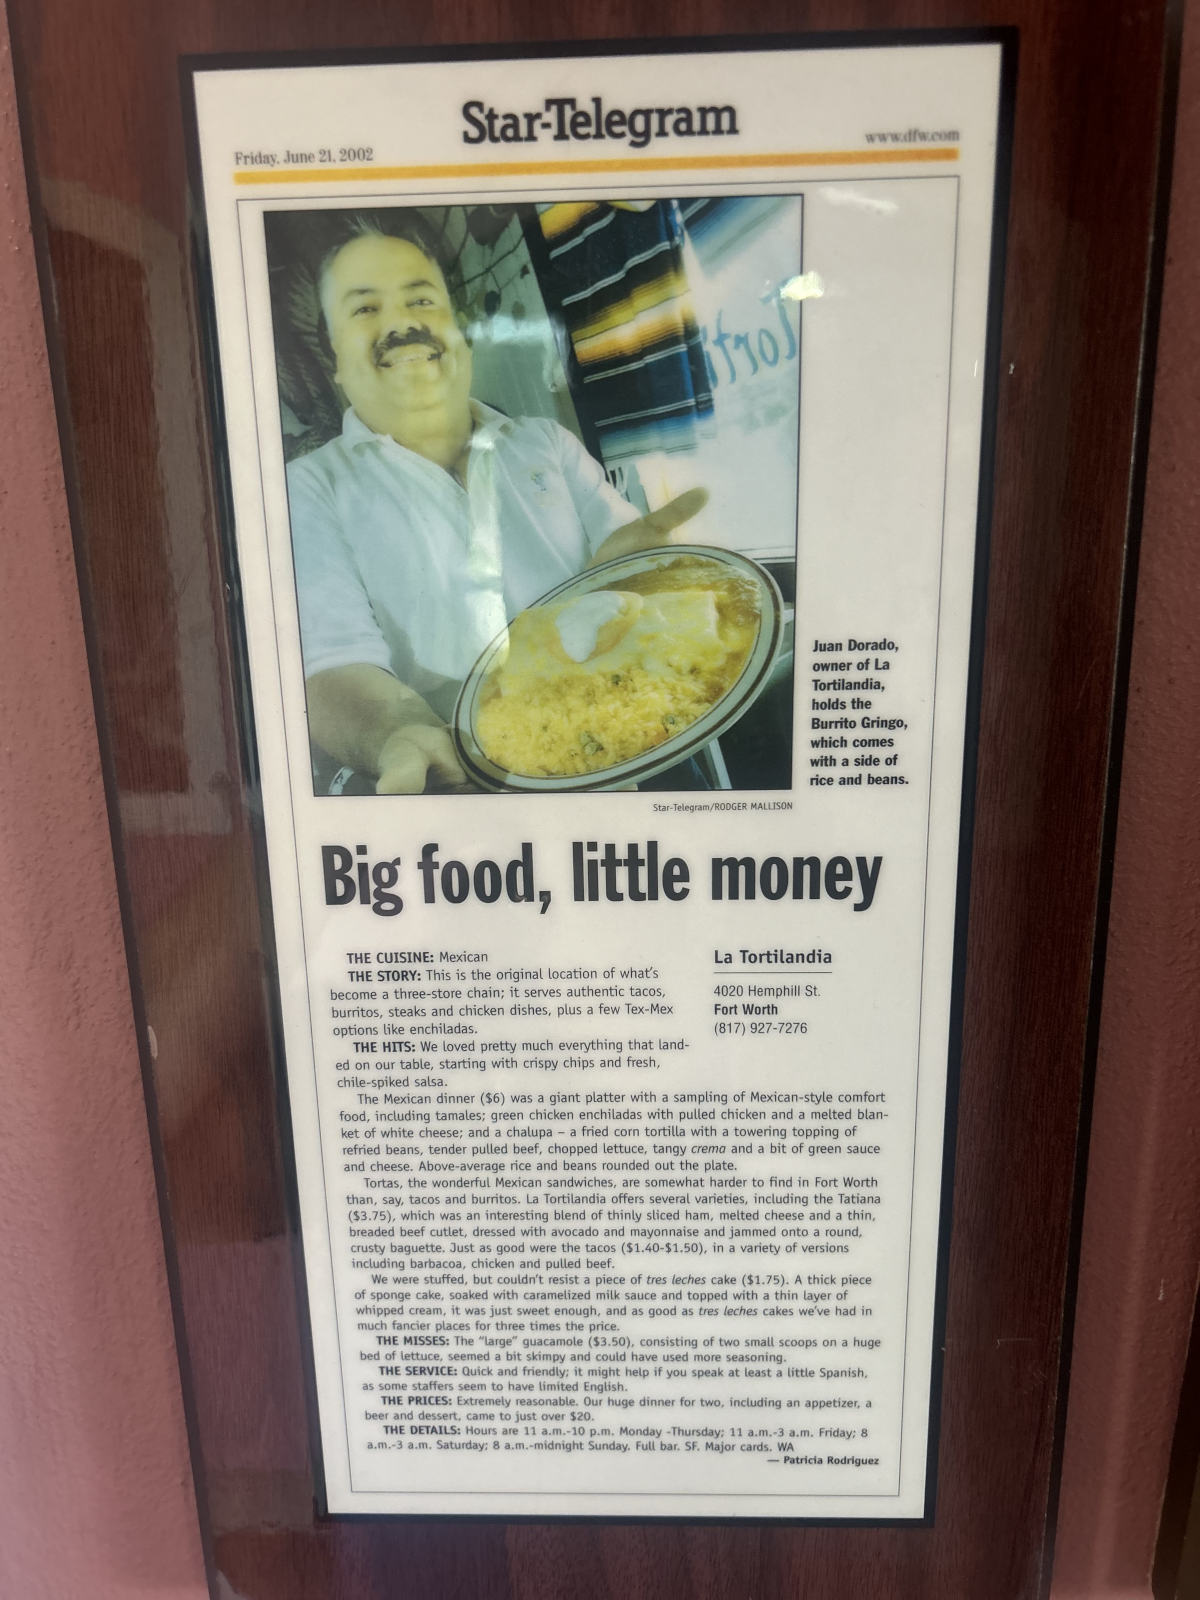 Star-Telegram
Friday, June 21, 2002
www.dfw.com
Torti
Juan Dorado,
owner of La
Tortilandia,
holds the
Burrito Gringo,
which comes
with a side of
rice and beans.
Star-Telegram/RODGER MALLISON
Big food, little money
THE CUISINE: Mexican
THE STORY: This is the original location of what's
become a three-store chain; it serves authentic tacos,
burritos, steaks and chicken dishes, plus a few Tex-Mex
options like enchiladas.
THE HITS: We loved pretty much everything that land-
ed on our table, starting with crispy chips and fresh,
chile-spiked salsa.
La Tortilandia
4020 Hemphill St.
Fort Worth
(817) 927-7276
The Mexican dinner ($6) was a giant platter with a sampling of Mexican-style comfort
food, including tamales; green chicken enchiladas with pulled chicken and a melted blan-
ket of white cheese; and a chalupa – a fried corn tortilla with a towering topping of
refried beans, tender pulled beef, chopped lettuce, tangy crema and a bit of green sauce
and cheese. Above-average rice and beans rounded out the plate.
Tortas, the wonderful Mexican sandwiches, are somewhat harder to find in Fort Worth
than, say, tacos and burritos. La Tortilandia offers several varieties, including the Tatiana
($3.75), which was an interesting blend of thinly sliced ham, melted cheese and a thin,
breaded beef cutlet, dressed with avocado and mayonnaise and jammed onto a round,
crusty baguette. Just as good were the tacos ($1.40-$1.50), in a variety of versions
including barbacoa, chicken and pulled beef.
We were stuffed, but couldn't resist a piece of tres leches cake ($1.75). A thick piece
of sponge cake, soaked with caramelized milk sauce and topped with a thin layer of
whipped cream, it was just sweet enough, and as good as tres leches cakes we've had in
much fancier places for three times the price.
THE MISSES: The "large" guacamole ($3.50), consisting of two small scoops on a huge
bed of lettuce, seemed a bit skimpy and could have used more seasoning.
THE SERVICE: Quick and friendly; it might help if you speak at least a little Spanish,
as some staffers seem to have limited English.
THE PRICES: Extremely reasonable. Our huge dinner for two, including an appetizer, a
beer and dessert, came to just over $20.
THE DETAILS: Hours are 11 a.m.-10 p.m. Monday -Thursday; 11 a.m.-3 a.m. Friday; 8
a.m.-3 a.m. Saturday; 8 a.m.-midnight Sunday. Full bar. SF. Major cards. WA
— Patricia Rodriguez